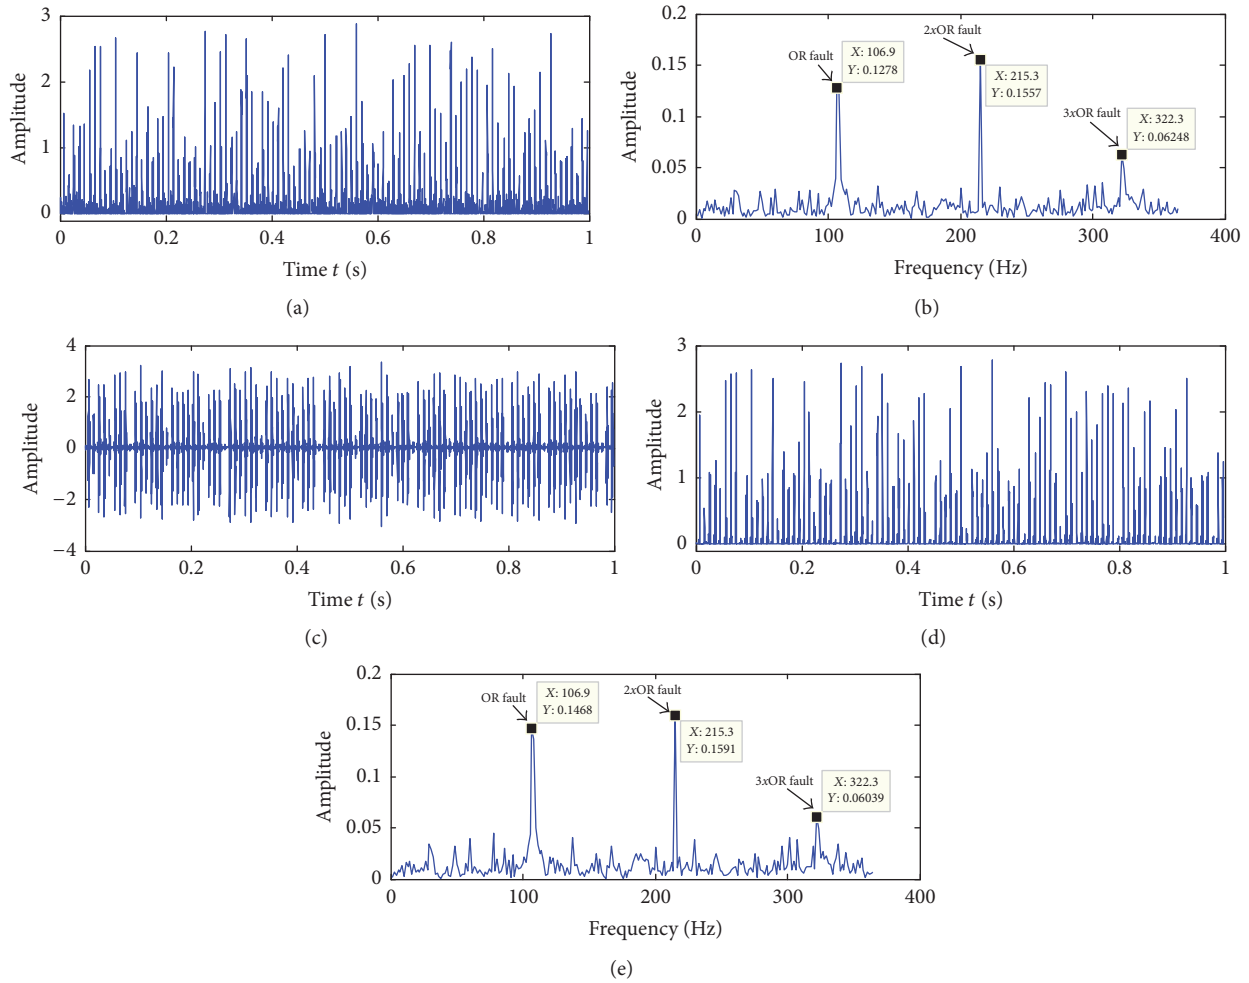 3
2
1
0
0
0.2
0.4
0.6
0.8
1
Amplitude
Time t (s)
(a)
0.2
0.15
0.1
0.05
0
0
100
200
300
400
Amplitude
OR fault
X: 106.9
Y: 0.1278
2xOR fault
X: 215.3
Y: 0.1557
3xOR fault
X: 322.3
Y: 0.06248
Frequency (Hz)
(b)
4
2
0
−2
−4
0
0.2
0.4
0.6
0.8
1
Amplitude
Time t (s)
(c)
3
2
1
0
0
0.2
0.4
0.6
0.8
1
Amplitude
Time t (s)
(d)
0.2
0.15
0.1
0.05
0
0
100
200
300
400
Amplitude
OR fault
X: 106.9
Y: 0.1468
2xOR fault
X: 215.3
Y: 0.1591
3xOR fault
X: 322.3
Y: 0.06039
Frequency (Hz)
(e)